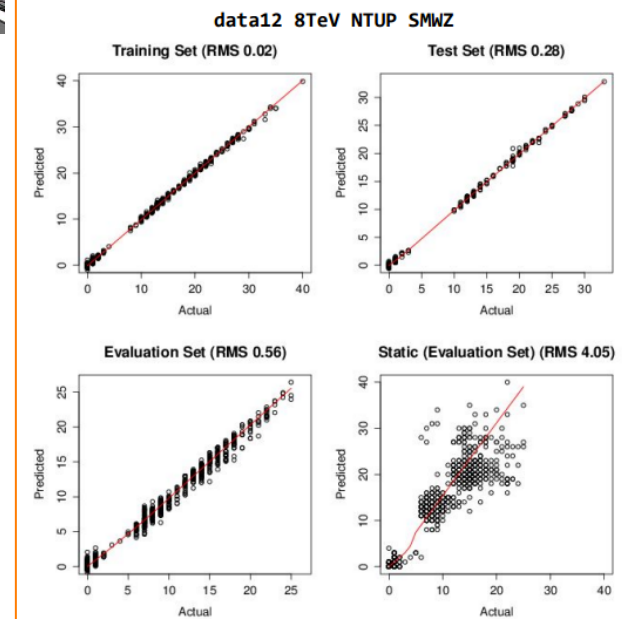 data12 8TeV NTUP SMWZ
Training Set (RMS 0.02)
Predicted
0 10 20 30 40
0 10 20 30 40
Actual
Test Set (RMS 0.28)
Predicted
0 5 10 15 20 25 30
0 5 10 15 20 25 30
Actual
Evaluation Set (RMS 0.56)
Predicted
0 5 10 15 20 25
0 5 10 15 20 25
Actual
Static (Evaluation Set) (RMS 4.05)
Predicted
0 10 20 30 40
0 10 20 30 40
Actual